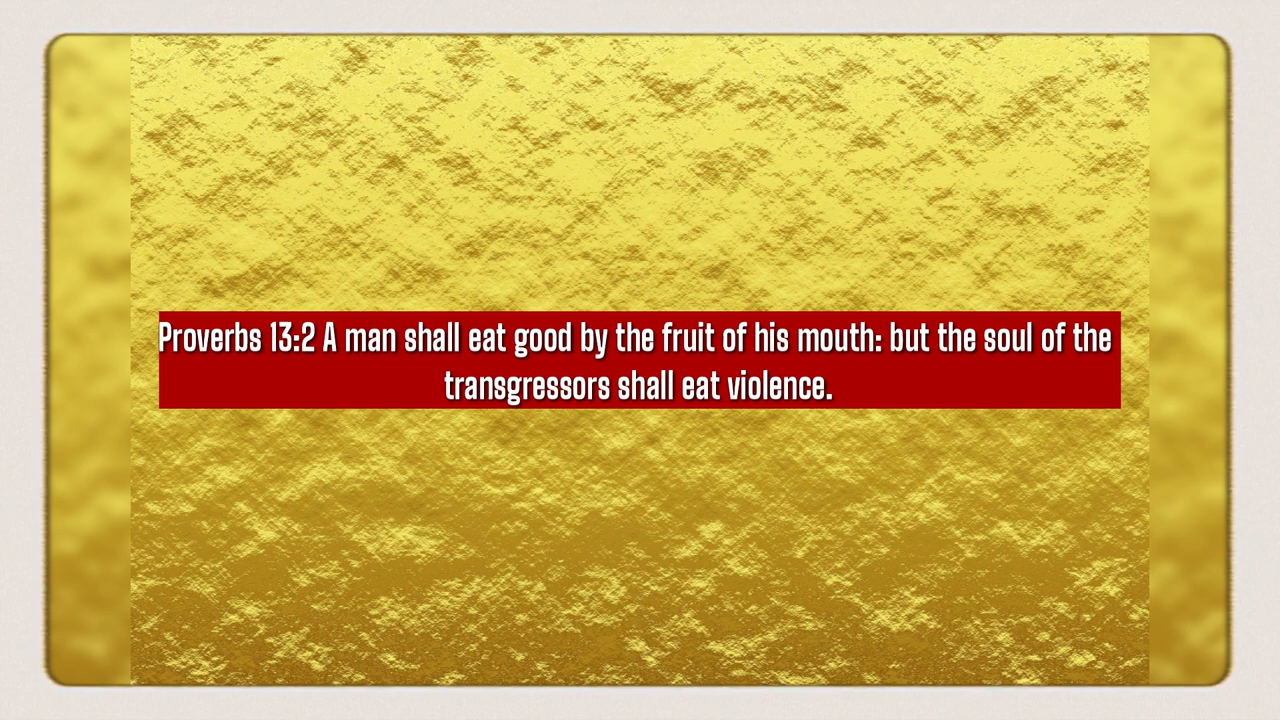 Proverbs 13:2 A man shall eat good by the fruit of his mouth: but the soul of the
transgressors shall eat violence.